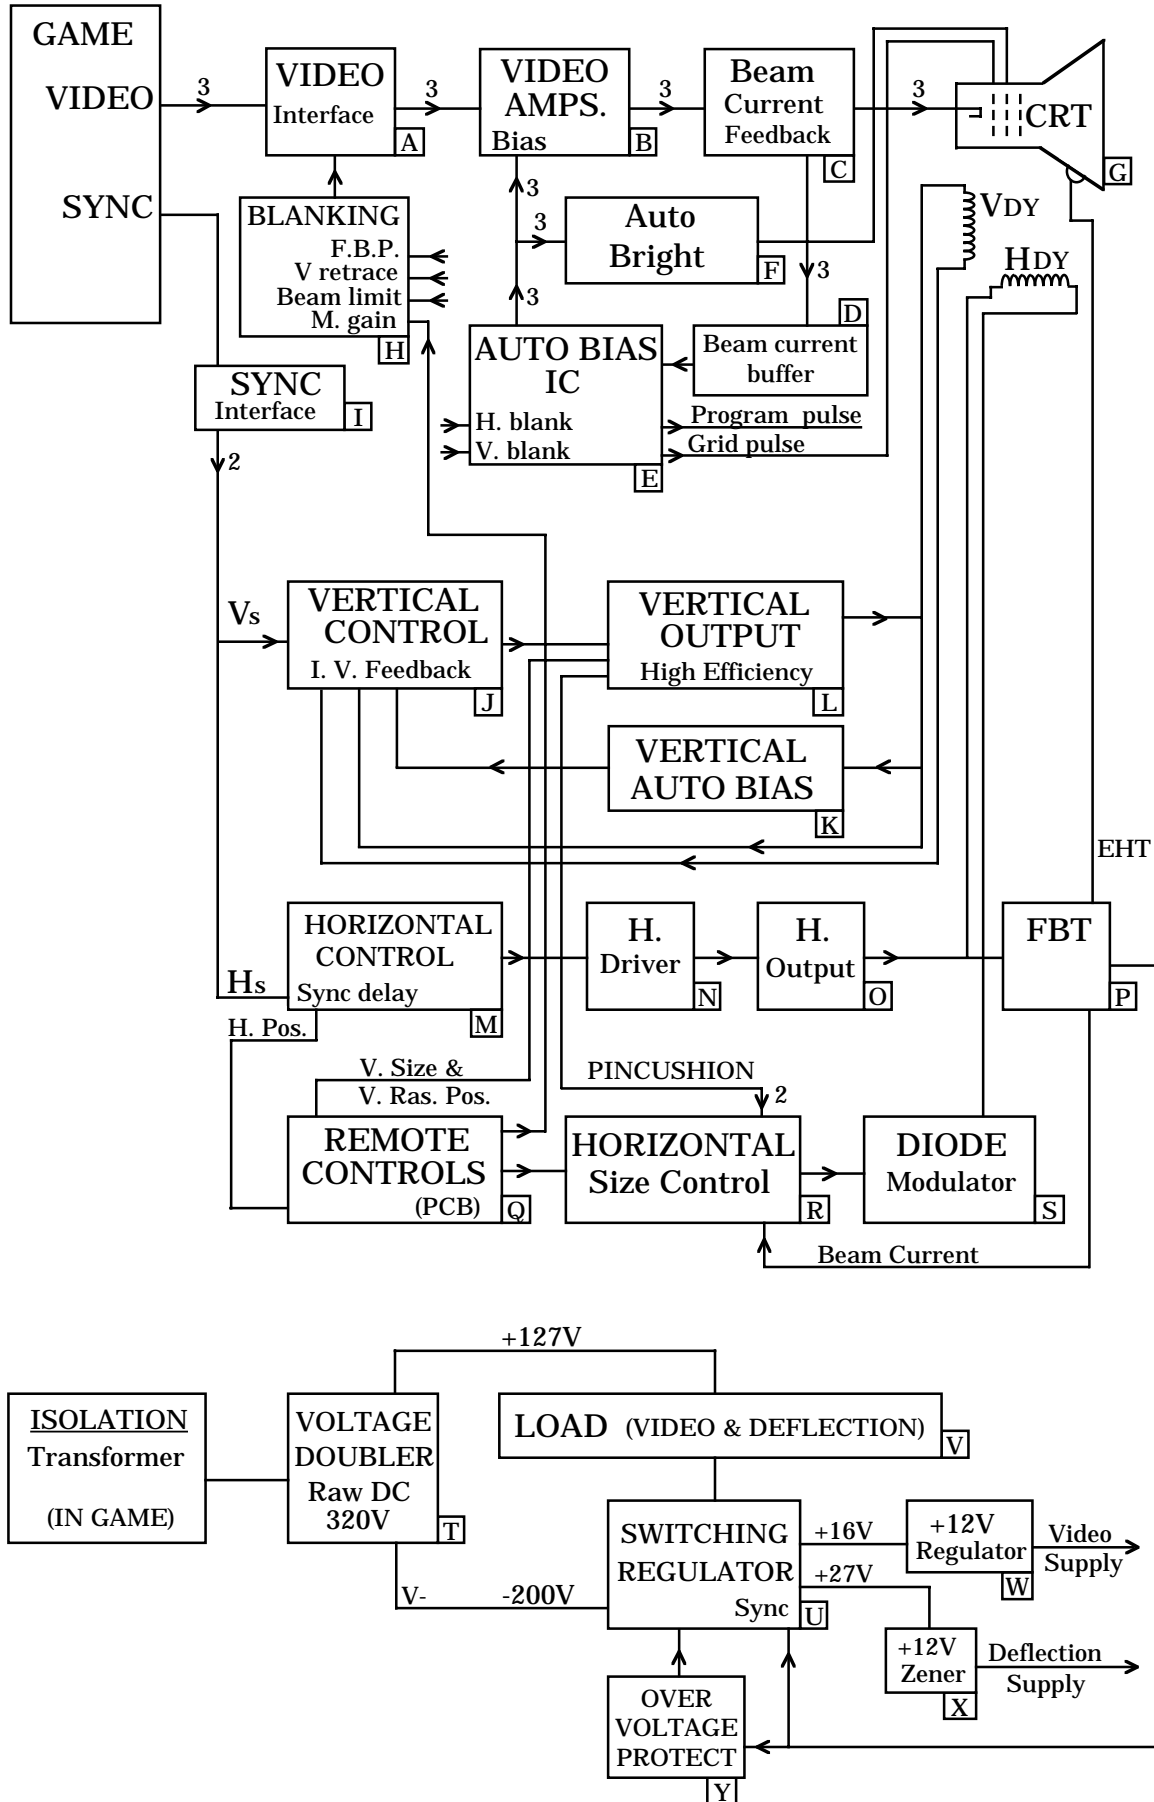 GAME
VIDEO
SYNC
3
VIDEO
Interface
A
3
VIDEO
AMPS.
Bias
B
3
Beam
Current
Feedback
C
3
CRT
G
BLANKING
F.B.P.
V retrace
Beam limit
M. gain
H
3
3
3
Auto
Bright
F
3
VDY
HDY
D
Beam current
buffer
AUTO BIAS
IC
H. blank
V. blank
E
Program pulse
Grid pulse
SYNC
Interface
I
2
Vs
VERTICAL
CONTROL
I. V. Feedback
J
VERTICAL
OUTPUT
High Efficiency
L
VERTICAL
AUTO BIAS
K
EHT
HORIZONTAL
CONTROL
Sync delay
M
Hs
H. Pos.
H.
Driver
N
H.
Output
O
FBT
P
V. Size &
V. Ras. Pos.
PINCUSHION
2
REMOTE
CONTROLS
(PCB)
Q
HORIZONTAL
Size Control
R
DIODE
Modulator
S
Beam Current
+127V
ISOLATION
Transformer
(IN GAME)
VOLTAGE
DOUBLER
Raw DC
320V
T
LOAD (VIDEO & DEFLECTION)
V
V-
-200V
SWITCHING
REGULATOR
Sync
U
+16V
+27V
+12V
Regulator
W
Video
Supply
+12V
Zener
X
Deflection
Supply
OVER
VOLTAGE
PROTECT
Y